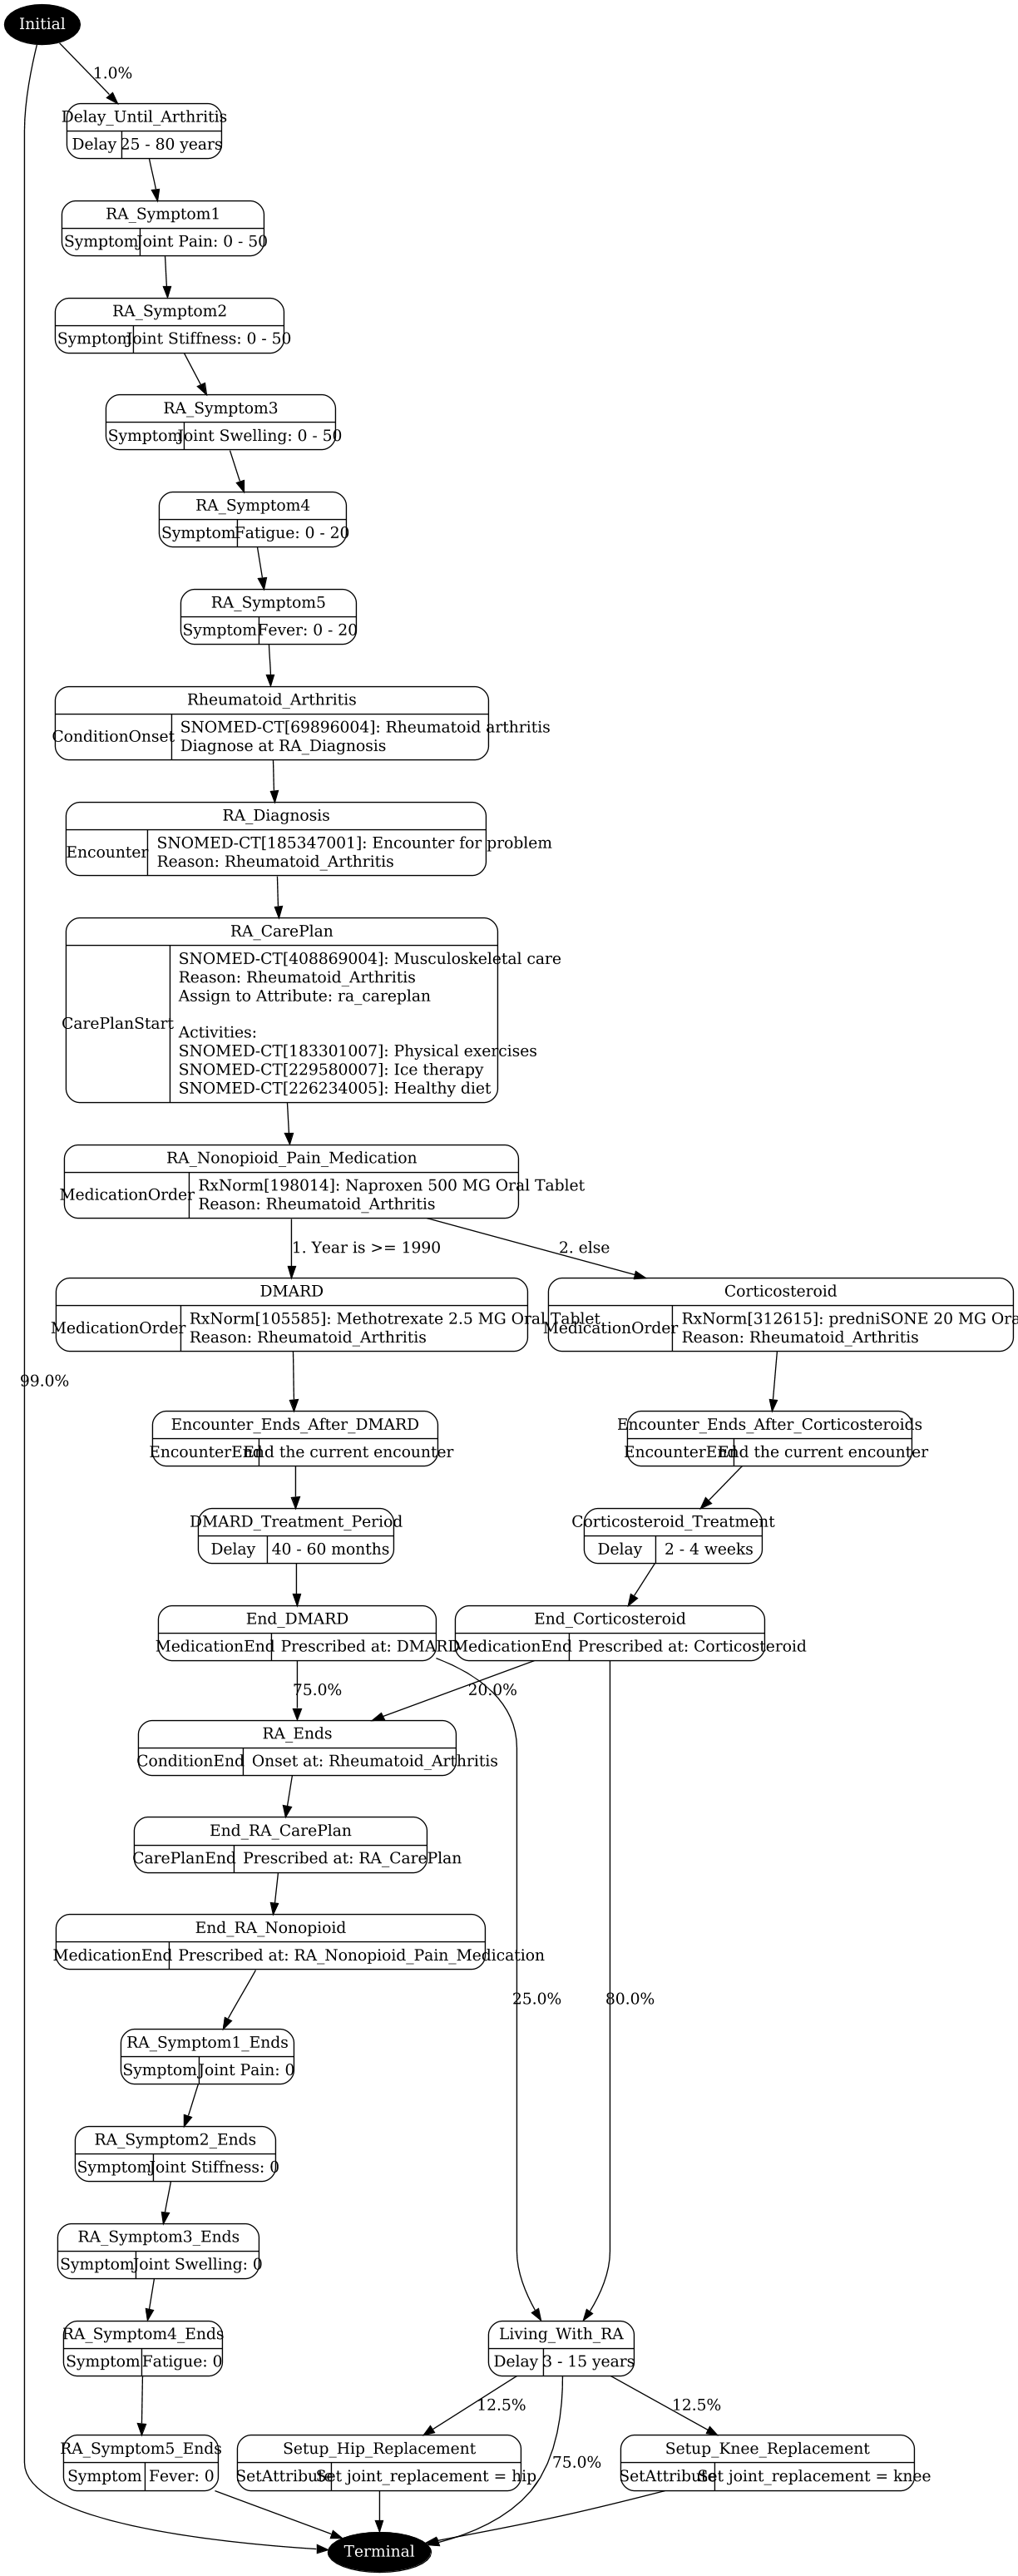 Initial
1.0%
Delay_Until_Arthritis
Delay 25 - 80 years
RA_Symptom1
Symptom Joint Pain: 0 - 50
RA_Symptom2
Symptom Joint Stiffness: 0 - 50
RA_Symptom3
Symptom Joint Swelling: 0 - 50
RA_Symptom4
Symptom Fatigue: 0 - 20
RA_Symptom5
Symptom Fever: 0 - 20
Rheumatoid_Arthritis
ConditionOnset
SNOMED-CT[69896004]: Rheumatoid arthritis
Diagnose at RA_Diagnosis
RA_Diagnosis
Encounter
SNOMED-CT[185347001]: Encounter for problem
Reason: Rheumatoid_Arthritis
RA_CarePlan
CarePlanStart
SNOMED-CT[408869004]: Musculoskeletal care
Reason: Rheumatoid_Arthritis
Assign to Attribute: ra_careplan
Activities:
SNOMED-CT[183301007]: Physical exercises
SNOMED-CT[229580007]: Ice therapy
SNOMED-CT[226234005]: Healthy diet
RA_Nonopioid_Pain_Medication
MedicationOrder
RxNorm[198014]: Naproxen 500 MG Oral Tablet
Reason: Rheumatoid_Arthritis
1. Year is >= 1990
2. else
DMARD
MedicationOrder
RxNorm[105585]: Methotrexate 2.5 MG Oral Tablet
Reason: Rheumatoid_Arthritis
Corticosteroid
MedicationOrder
RxNorm[312615]: predniSONE 20 MG Ora
Reason: Rheumatoid_Arthritis
99.0%
Encounter_Ends_After_DMARD
EncounterEnd End the current encounter
Encounter_Ends_After_Corticosteroids
EncounterEnd End the current encounter
DMARD_Treatment_Period
Delay 40 - 60 months
Corticosteroid_Treatment
Delay 2 - 4 weeks
End_DMARD
MedicationEnd Prescribed at: DMARD
End_Corticosteroid
MedicationEnd Prescribed at: Corticosteroid
75.0%
20.0%
RA_Ends
ConditionEnd Onset at: Rheumatoid_Arthritis
End_RA_CarePlan
CarePlanEnd Prescribed at: RA_CarePlan
End_RA_Nonopioid
MedicationEnd Prescribed at: RA_Nonopioid_Pain_Medication
25.0%
80.0%
RA_Symptom1_Ends
Symptom Joint Pain: 0
RA_Symptom2_Ends
Symptom Joint Stiffness: 0
RA_Symptom3_Ends
Symptom Joint Swelling: 0
RA_Symptom4_Ends
Symptom Fatigue: 0
Living_With_RA
Delay 3 - 15 years
12.5%
12.5%
RA_Symptom5_Ends
Symptom Fever: 0
Setup_Hip_Replacement
SetAttribute Set joint_replacement = hip
75.0%
Setup_Knee_Replacement
SetAttribute Set joint_replacement = knee
Terminal